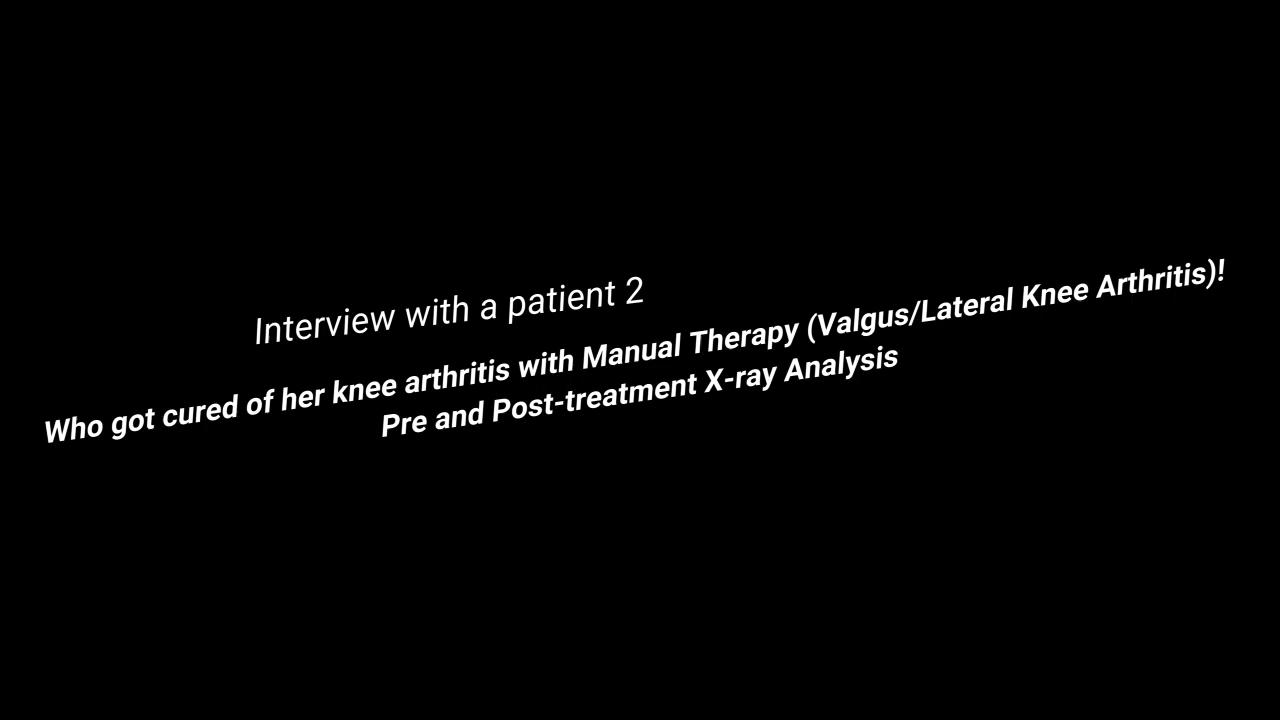 Interview with a patient 2
Who got cured of her knee arthritis with Manual Therapy (Valgus/Lateral Knee Arthritis)!
Pre and Post-treatment X-ray Analysis